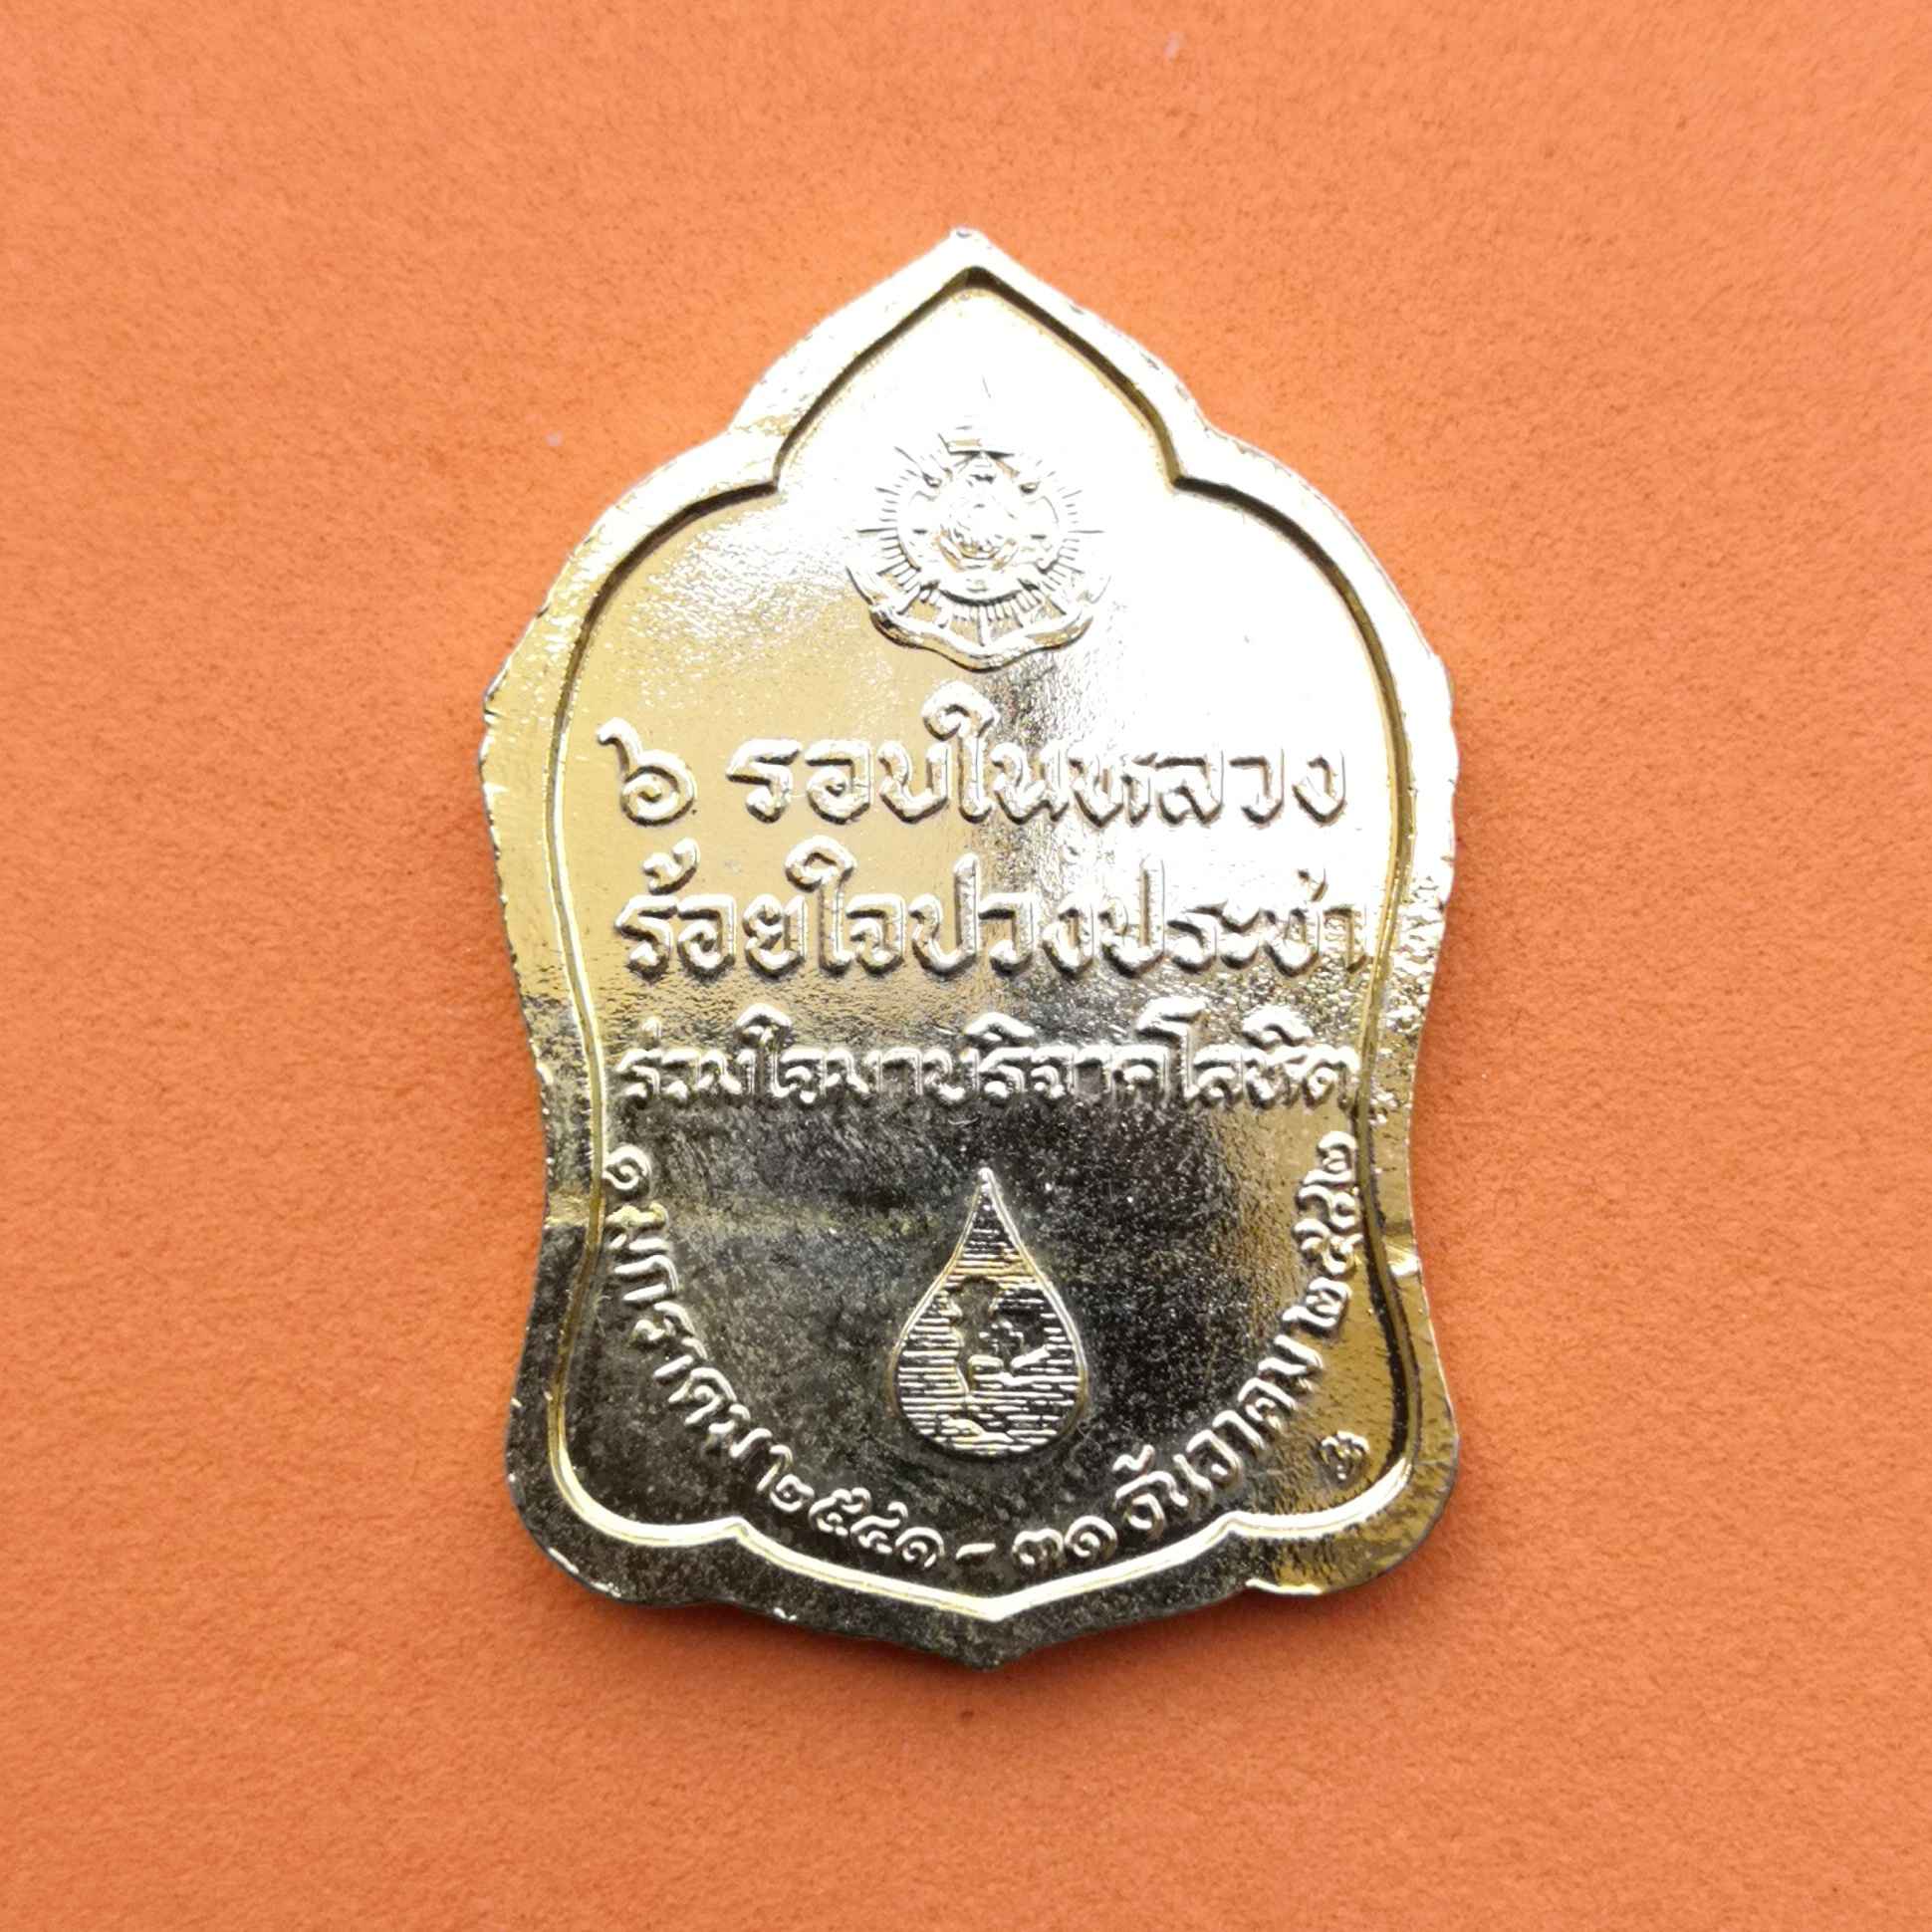 ๖ รอบในหลวง
ร้อยใจปวงประชา
ร่วมใจมาบริจาคโลหิต
๑ มกราคม ๒๕๔๑ - ๓๑ ธันวาคม ๒๕๔๒